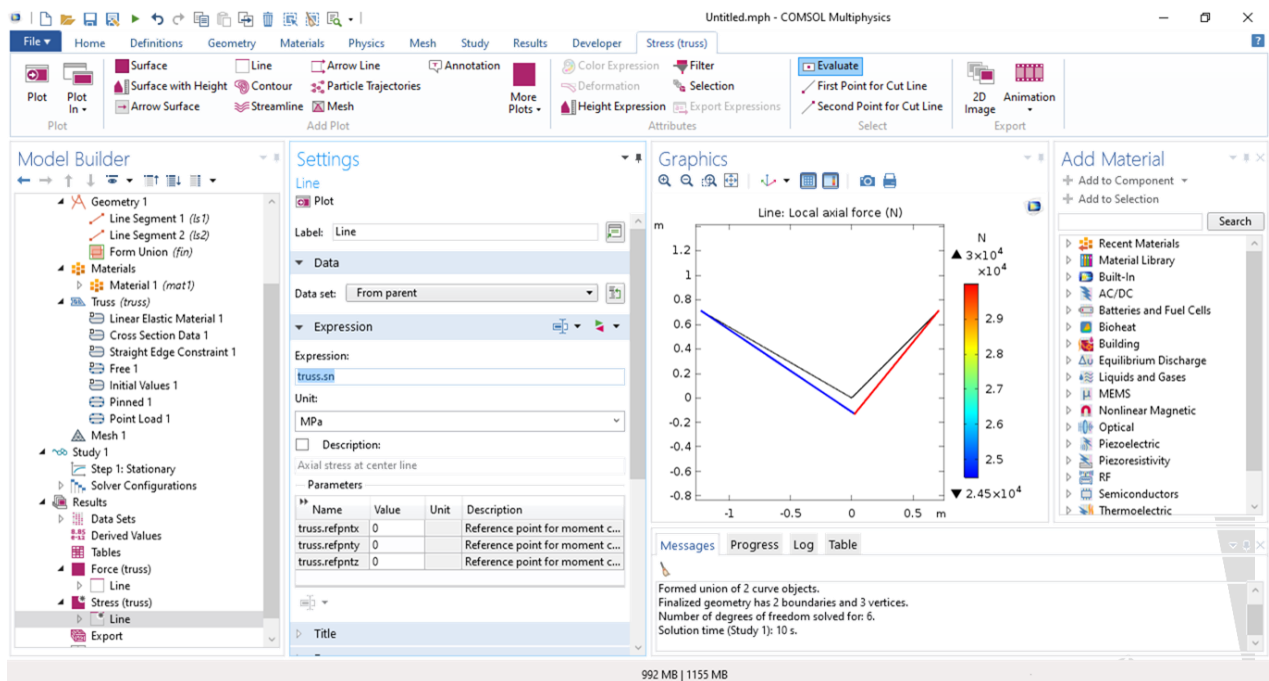 Untitled.mph - COMSOL Multiphysics
File Home Definitions Geometry Materials Physics Mesh Study Results Developer Stress (truss) ?
Surface Line Arrow Line Annotation Color Expression Filter Evaluate
Surface with Height Contour Particle Trajectories Deformation Selection First Point for Cut Line
Arrow Surface Streamline Mesh Height Expression Export Expressions Second Point for Cut Line
Plot
Plot In
More Plots
2D Image
Animation
Plot Add Plot Attributes Select Export
Model Builder
Geometry 1
Line Segment 1 (ls1)
Line Segment 2 (ls2)
Form Union (fin)
Materials
Material 1 (mat1)
Truss (truss)
Linear Elastic Material 1
Cross Section Data 1
Straight Edge Constraint 1
Free 1
Initial Values 1
Pinned 1
Point Load 1
Mesh 1
Study 1
Step 1: Stationary
Solver Configurations
Results
Data Sets
8.85
e-12
Derived Values
Tables
Force (truss)
Line
Stress (truss)
Line
Export
Settings
Line
Plot
Label: Line
Data
Data set: From parent
Expression
Expression:
truss.sn
Unit:
MPa
Description:
Axial stress at center line
Parameters
Name Value Unit Description
truss.refpntx 0 Reference point for moment c...
truss.refpnty 0 Reference point for moment c...
truss.refpntz 0 Reference point for moment c...
Title
Graphics
Line: Local axial force (N)
m
1.2
1
0.8
0.6
0.4
0.2
0
-0.2
-0.4
-0.6
-0.8
-1 -0.5 0 0.5 m
N
▲ 3×10⁴
×10⁴
2.9
2.8
2.7
2.6
2.5
▼ 2.45×10⁴
Messages Progress Log Table
Formed union of 2 curve objects.
Finalized geometry has 2 boundaries and 3 vertices.
Number of degrees of freedom solved for: 6.
Solution time (Study 1): 10 s.
Add Material
+ Add to Component
+ Add to Selection
Search
Recent Materials
Material Library
Built-In
AC/DC
Batteries and Fuel Cells
Bioheat
Building
Equilibrium Discharge
Liquids and Gases
MEMS
Nonlinear Magnetic
Optical
Piezoelectric
Piezoresistivity
RF
Semiconductors
Thermoelectric
992 MB | 1155 MB